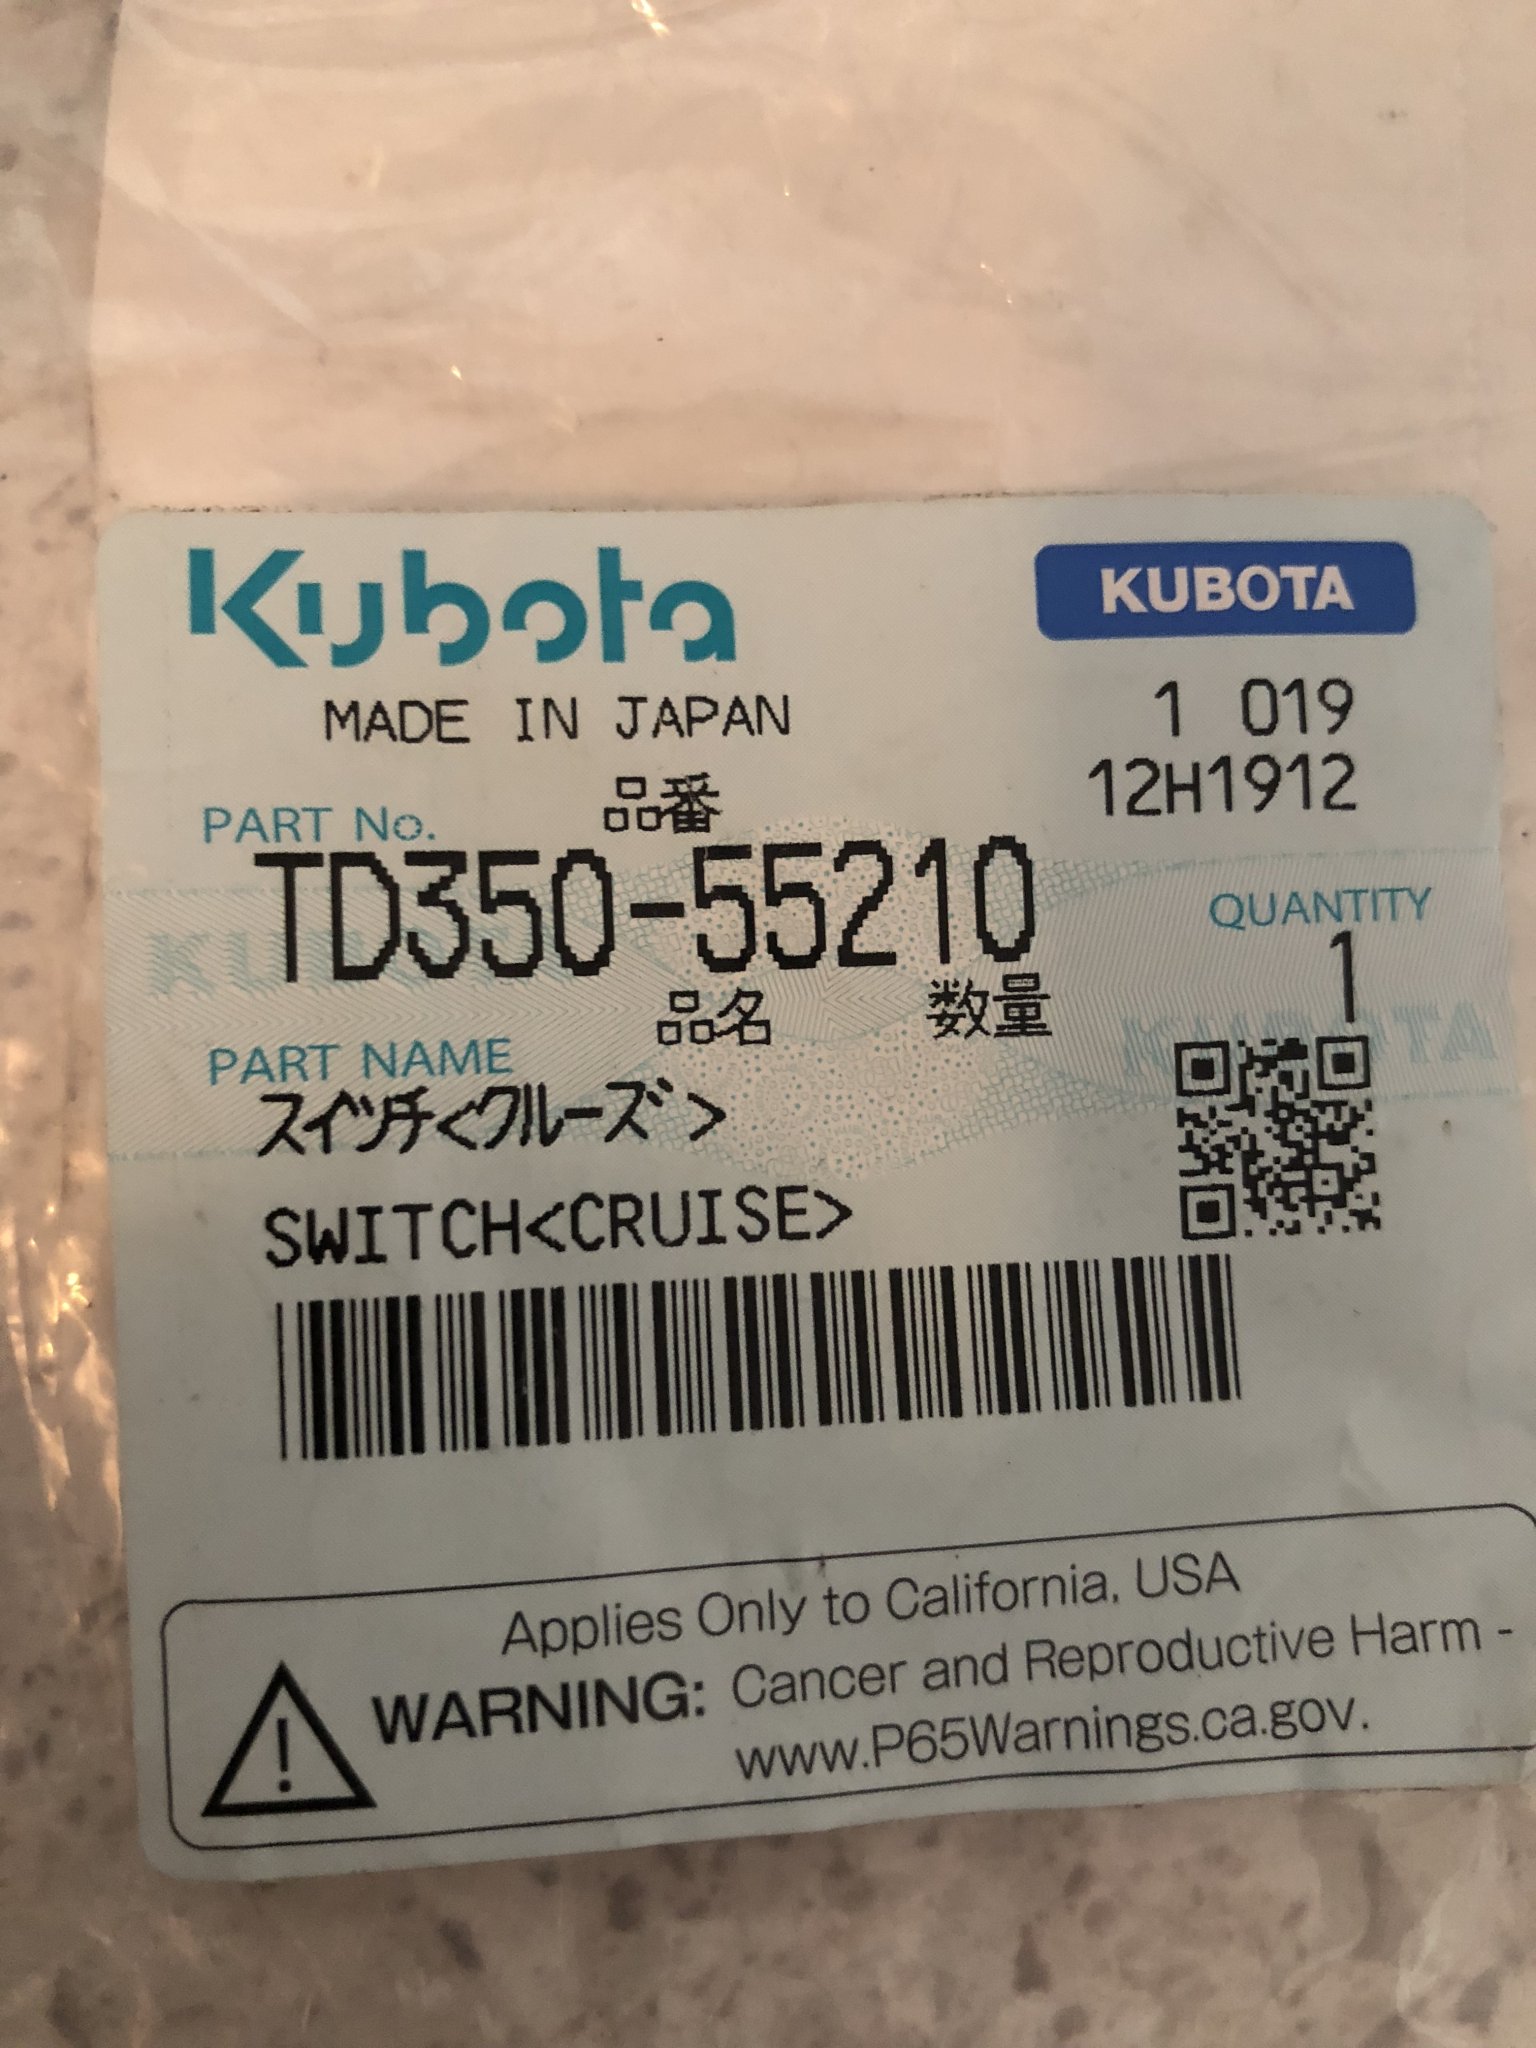 Kubota
KUBOTA
MADE IN JAPAN
1 019
12H1912
品番
PART No.
TD350-55210
QUANTITY
1
品名 数量
PART NAME
スイッチ<クルーズ>
SWITCH<CRUISE>
KUBOTA
KUBOTA
Applies Only to California, USA
WARNING: Cancer and Reproductive Harm -
www.P65Warnings.ca.gov.